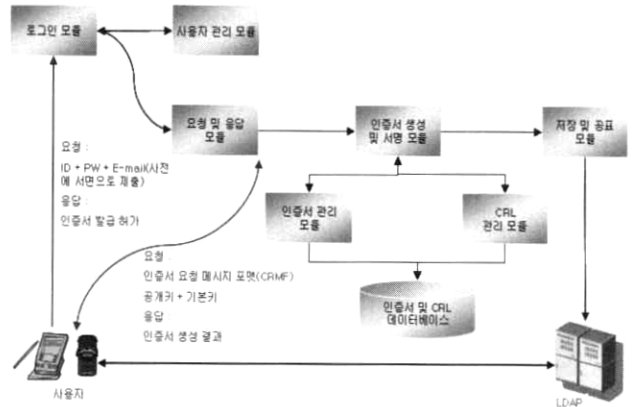 로그인 모듈
사용자 관리 모듈
요청 및 응답
모듈
인증서 생성
및 서명 모듈
저장 및 공표
모듈
요청 :
ID + PW + E-mail(사전
에 서면으로 제출)
응답 :
인증서 발급 허가
인증서 관리
모듈
CRL
관리 모듈
요청 :
인증서 요청 메시지 포맷(CRMF)
공개키 + 기본키
응답 :
인증서 생성 결과
인증서 및 CRL
데이터베이스
사용자
LDAP